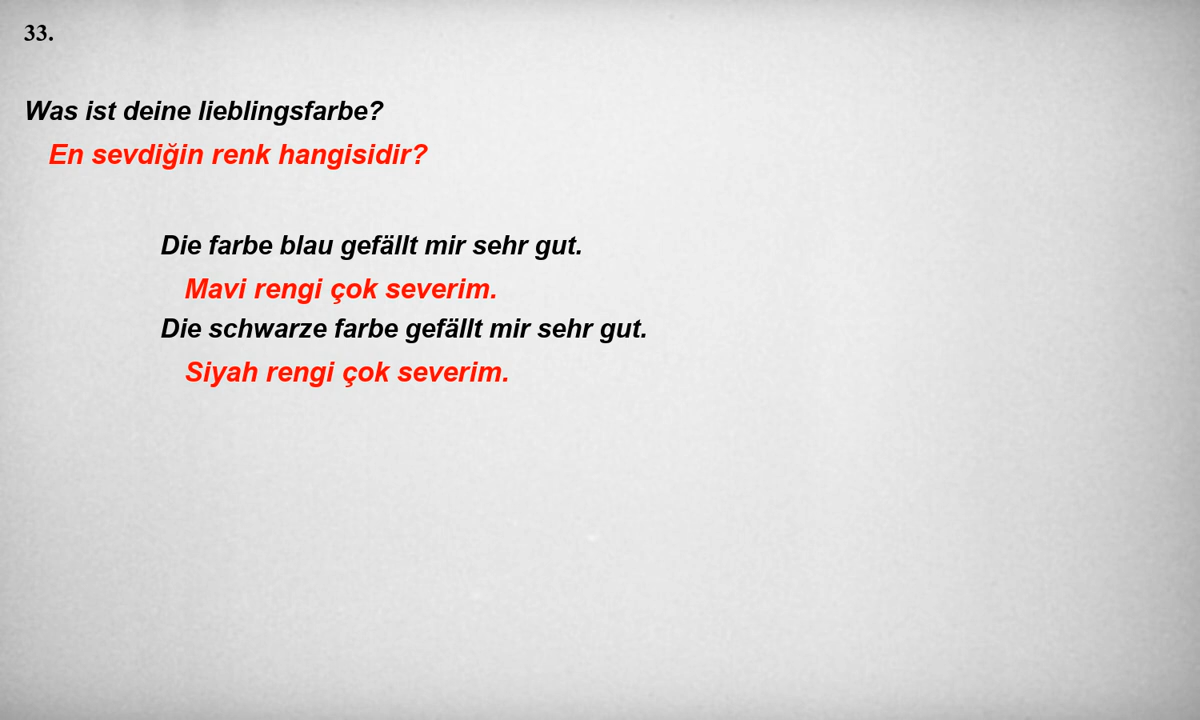 33.
Was ist deine lieblingsfarbe?
En sevdiğin renk hangisidir?
Die farbe blau gefällt mir sehr gut.
Mavi rengi çok severim.
Die schwarze farbe gefällt mir sehr gut.
Siyah rengi çok severim.